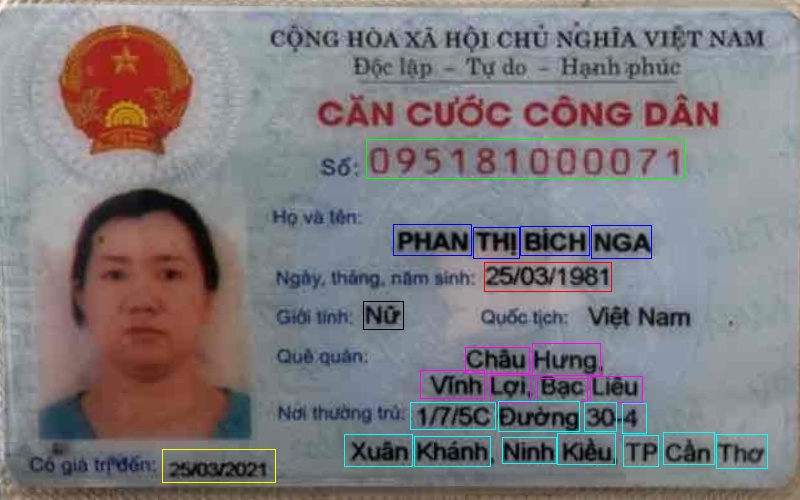 CỘNG HÒA XÃ HỘI CHỦ NGHĨA VIỆT NAM
Độc lập – Tự do – Hạnh phúc
CĂN CƯỚC CÔNG DÂN
Số: 095181000071
Họ và tên:
PHAN THỊ BÍCH NGA
Ngày, tháng, năm sinh: 25/03/1981
Giới tính: Nữ Quốc tịch: Việt Nam
Quê quán: Châu Hưng,
Vĩnh Lợi, Bạc Liêu
Nơi thường trú: 1/7/5C Đường 30-4
Xuân Khánh, Ninh Kiều, TP Cần Thơ
Có giá trị đến: 25/03/2021